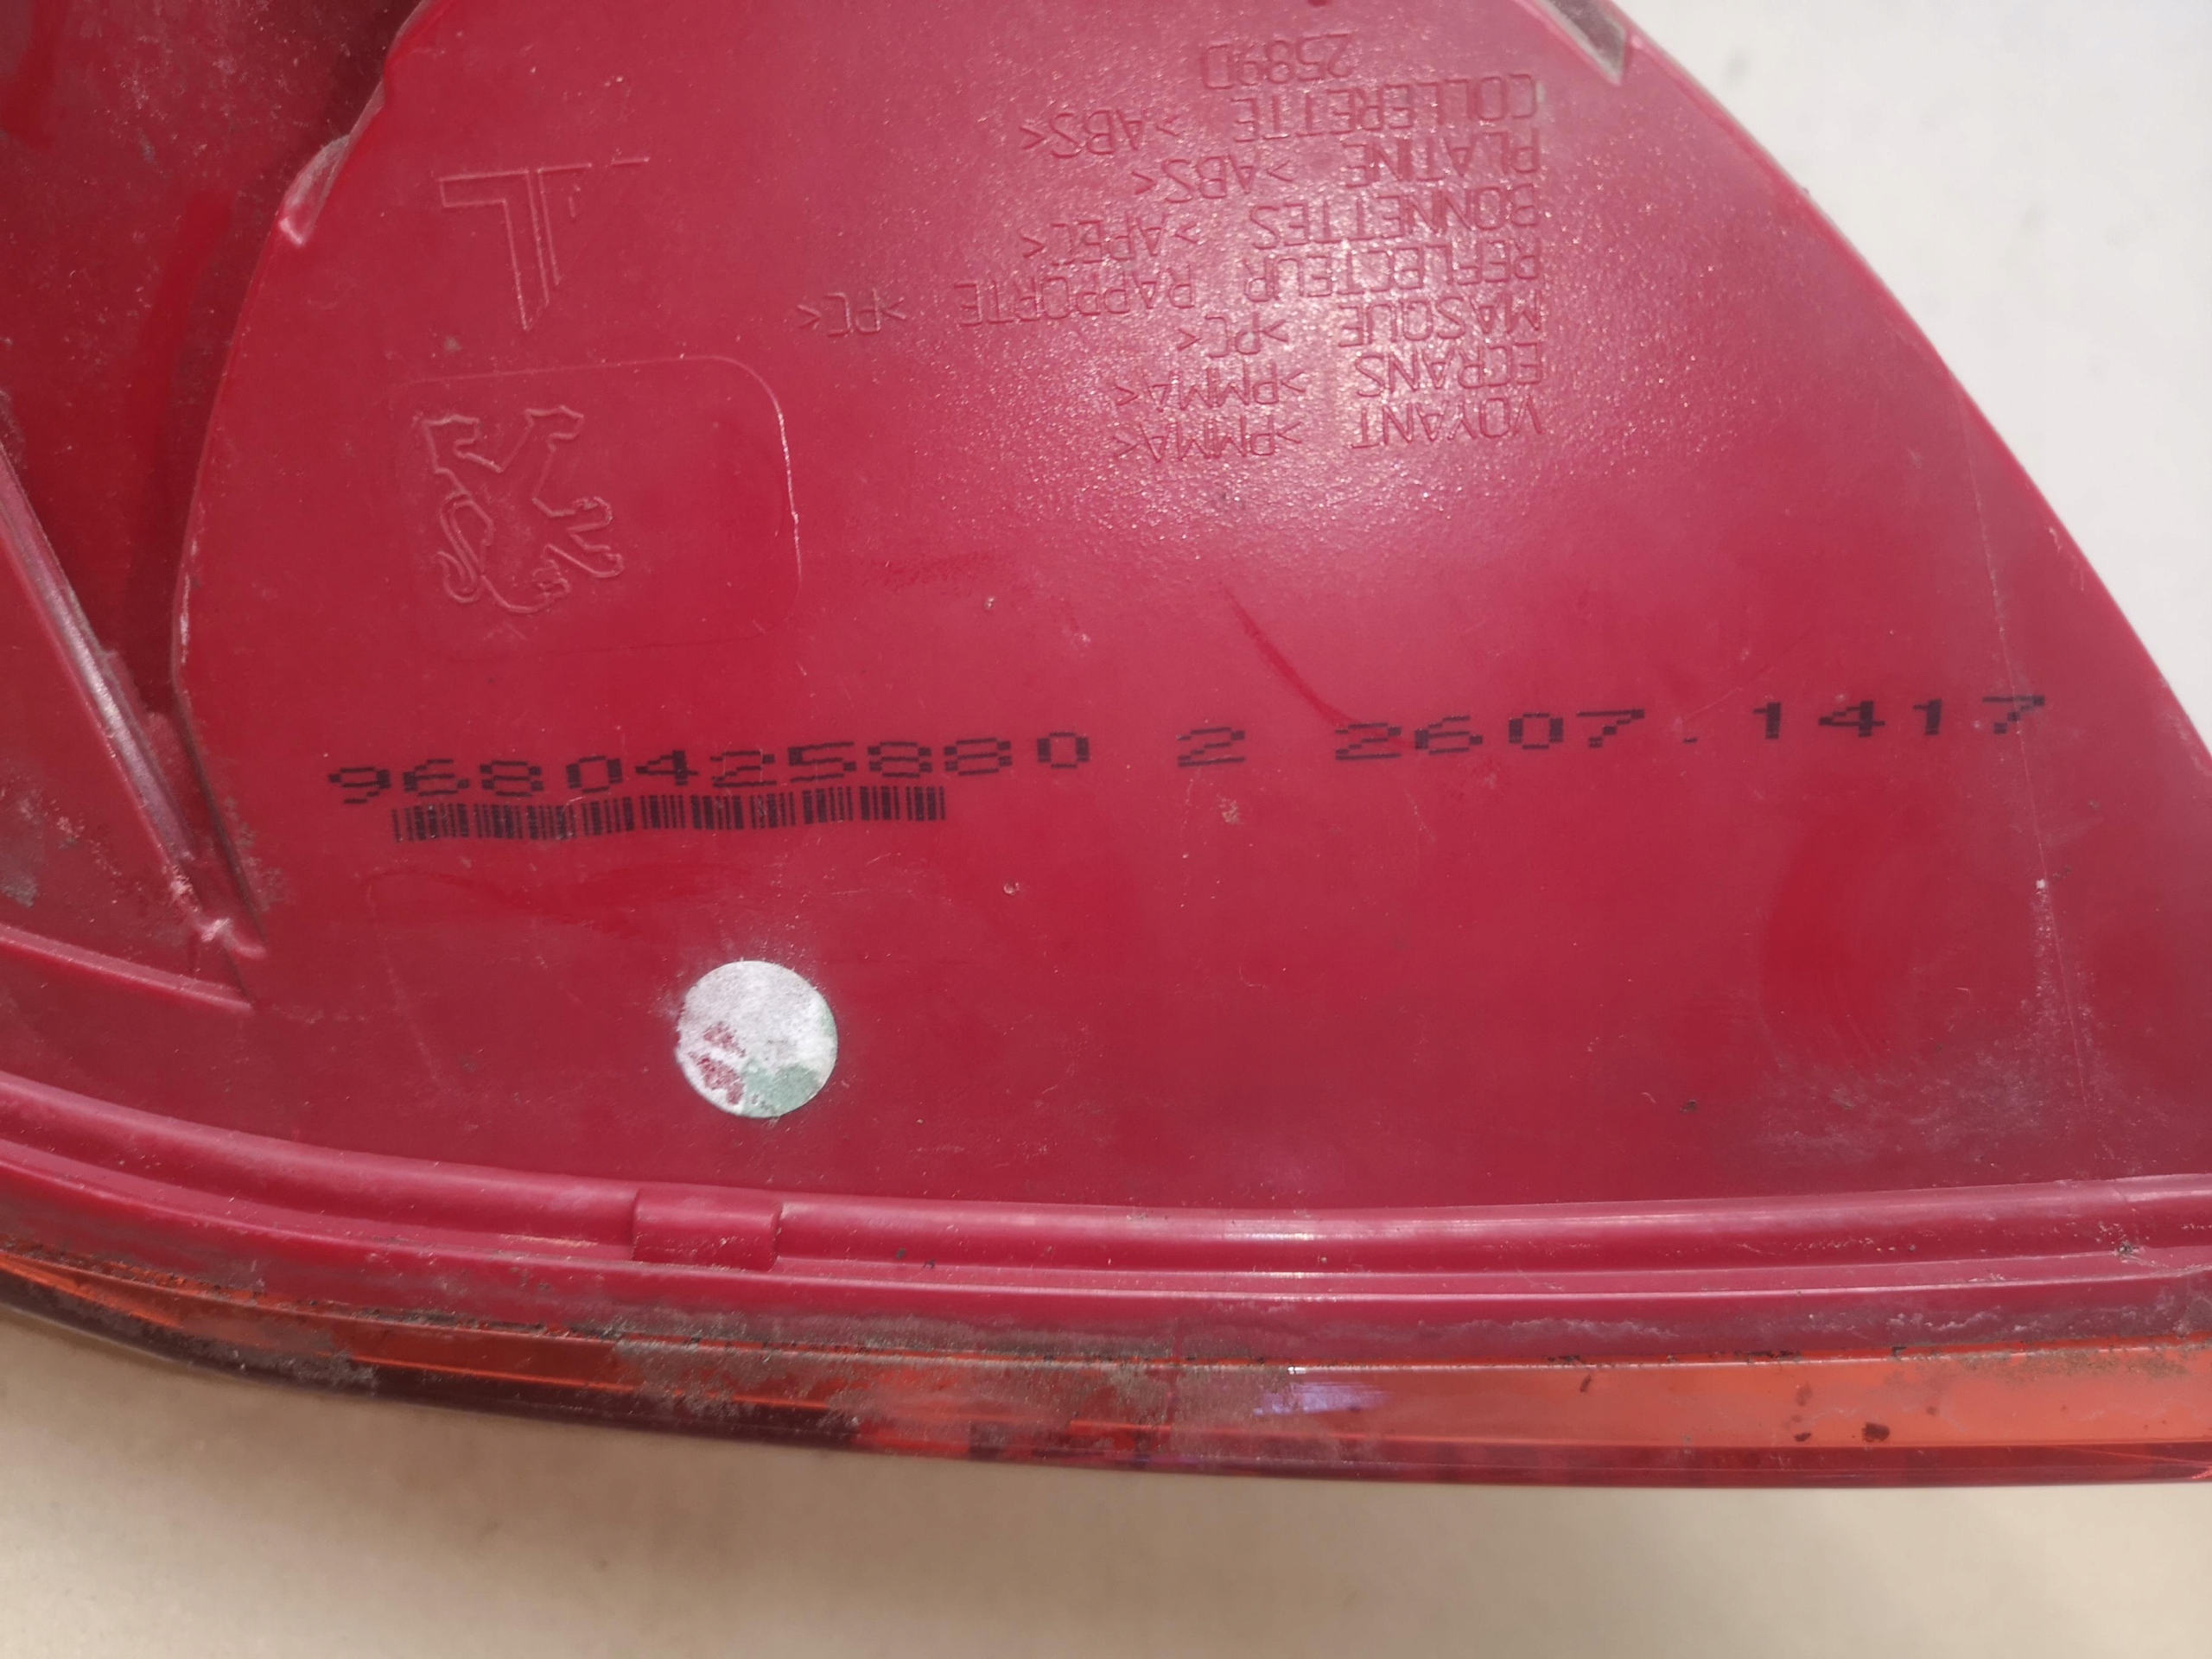 VOYANT >PMMA<
ECRANS >PMMA<
MASQUE >PC<
REFLECTEUR RAPPORTE >PC<
BONNETTES >APEC<
PLATINE >ABS<
COLLERETTE >ABS<
2589D
9680425880 2 2607.1417